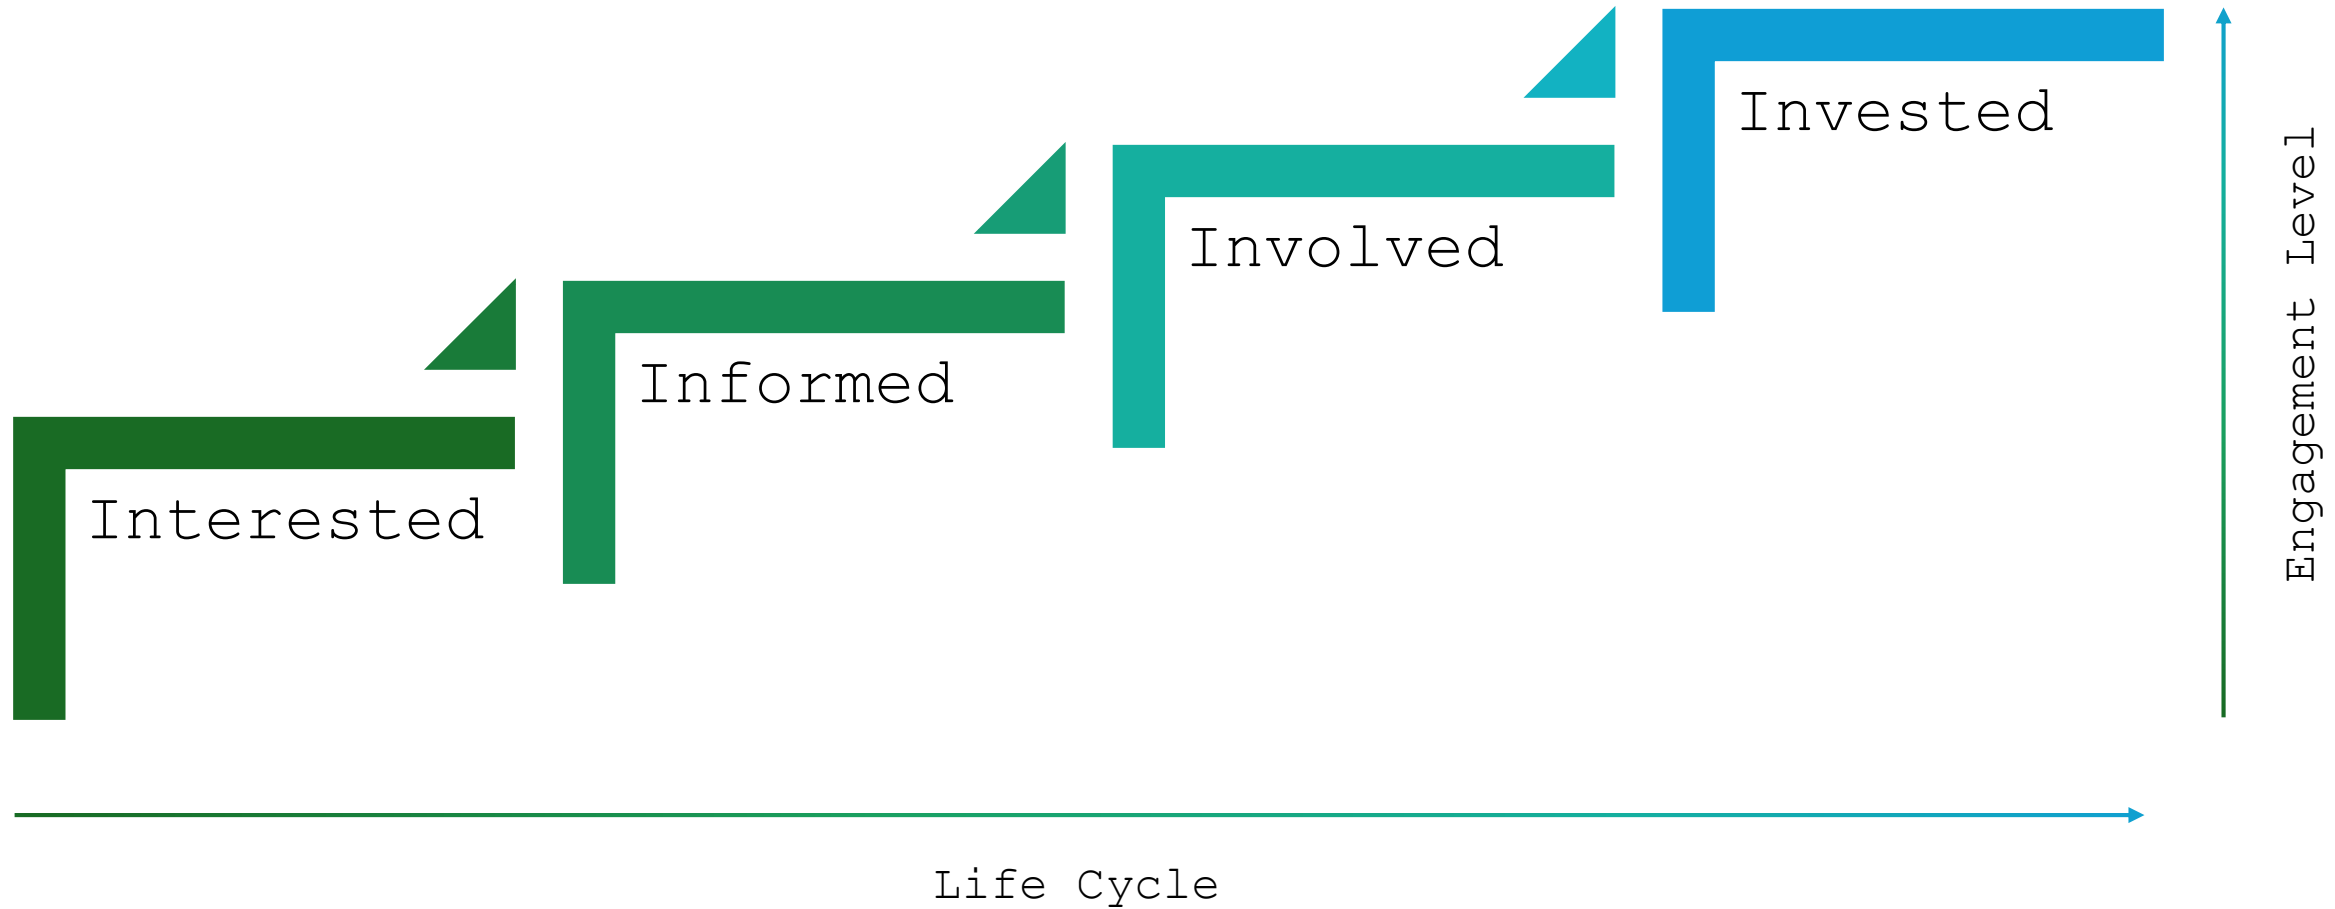 Interested
Informed
Involved
Invested
Engagement Level
Life Cycle